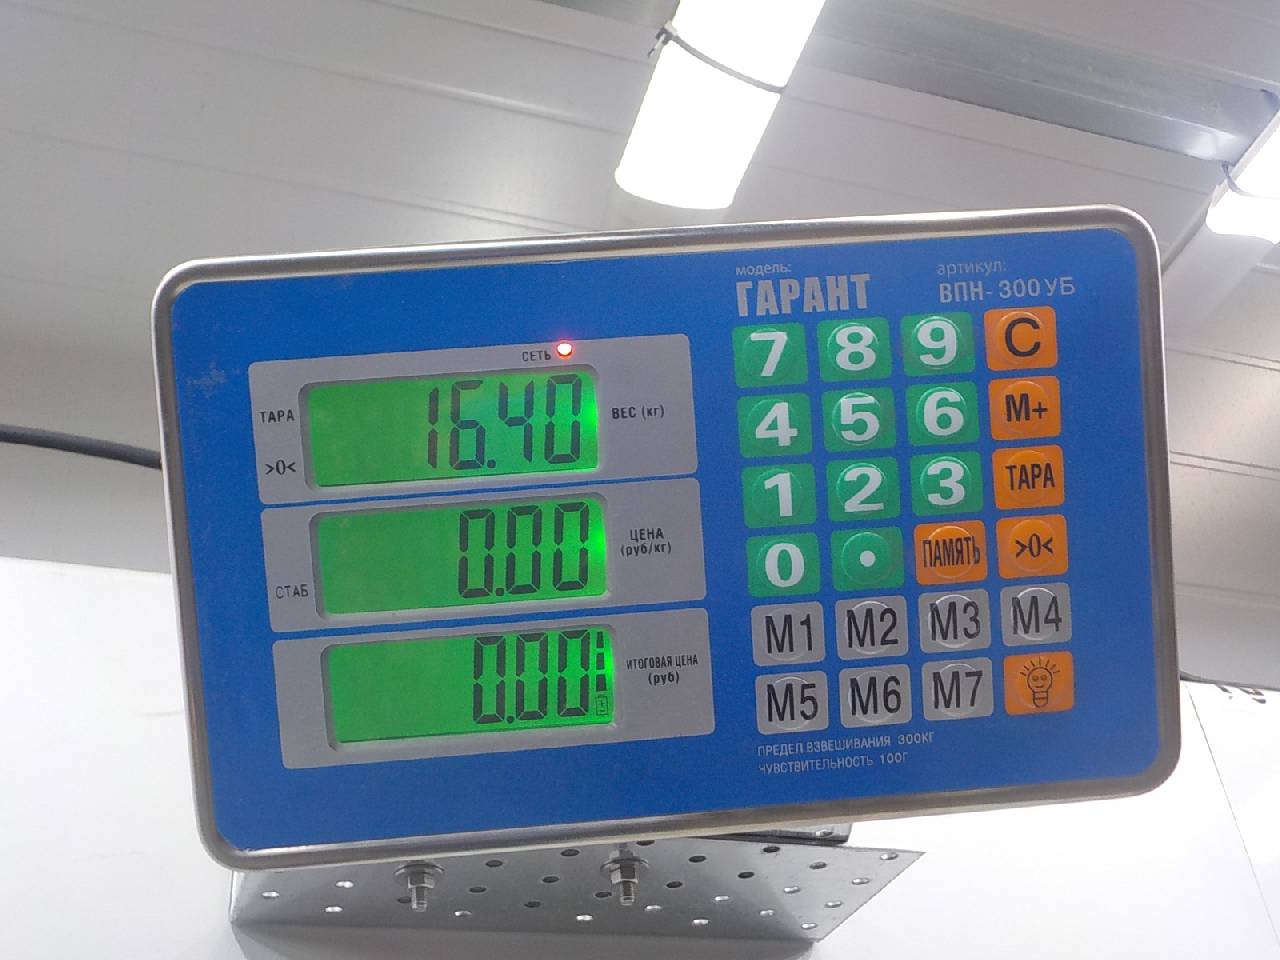 модель:
ГАРАНТ
артикул:
ВПН- 300 УБ
СЕТЬ
ТАРА
>0<
16.40
ВЕС (кг)
СТАБ
0.00
ЦЕНА
(руб/кг)
0.00
ИТОГОВАЯ ЦЕНА
(руб)
7 8 9 C
4 5 6 M+
1 2 3 ТАРА
0 . ПАМЯТЬ >0<
M1 M2 M3 M4
M5 M6 M7
ПРЕДЕЛ ВЗВЕШИВАНИЯ 300КГ
ЧУВСТВИТЕЛЬНОСТЬ 100Г